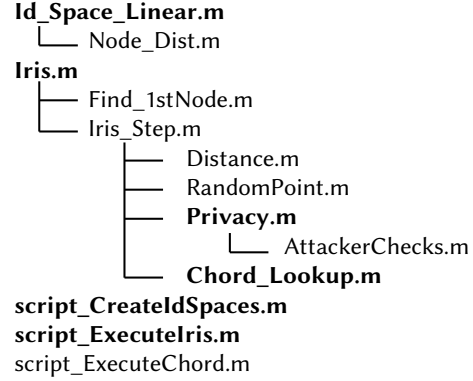 Id_Space_Linear.m
Node_Dist.m
Iris.m
Find_1stNode.m
Iris_Step.m
Distance.m
RandomPoint.m
Privacy.m
AttackerChecks.m
Chord_Lookup.m
script_CreateIdSpaces.m
script_ExecuteIris.m
script_ExecuteChord.m